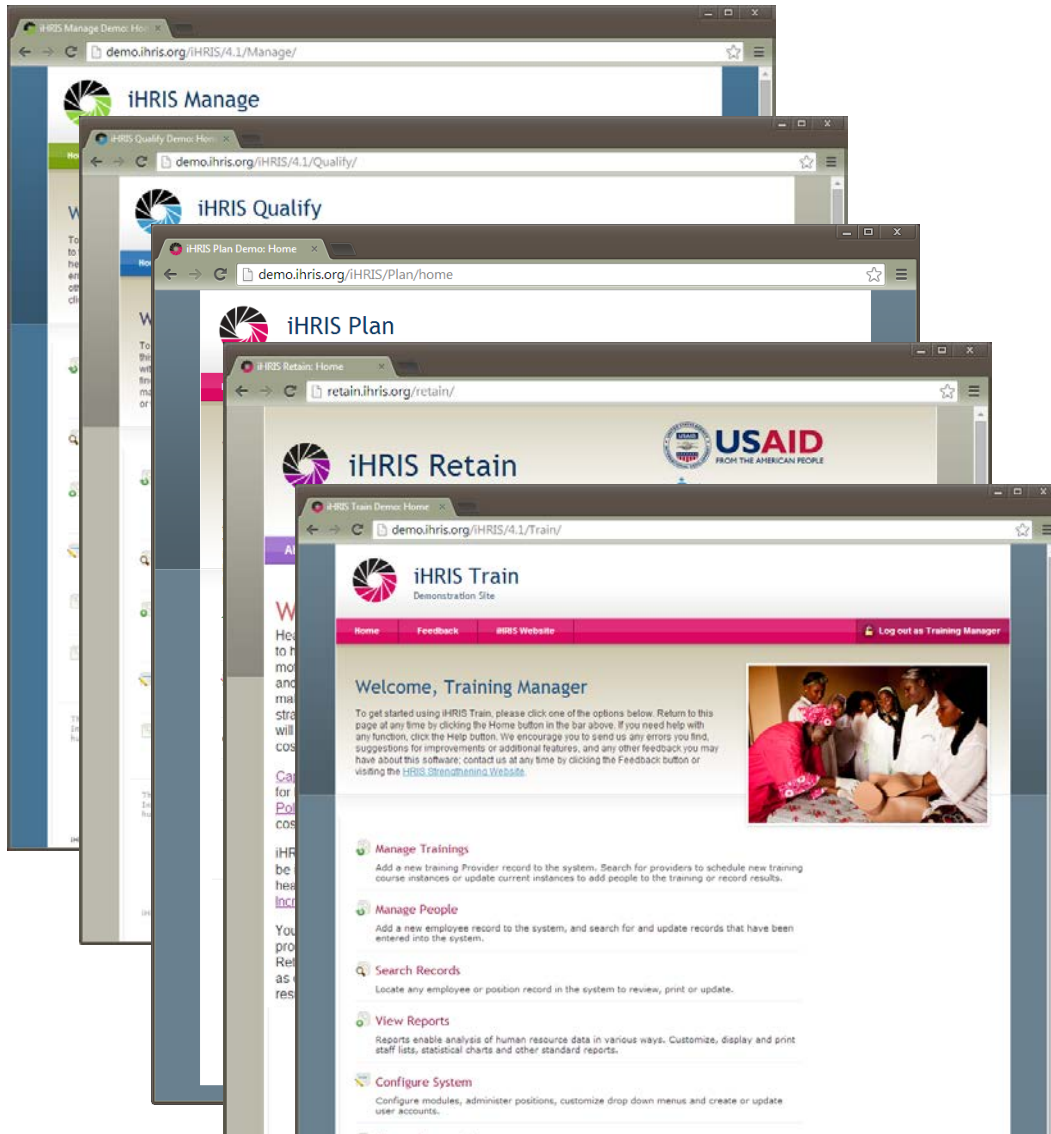 iHRIS Manage Demo: Ho
demo.ihris.org/iHRIS/4.1/Manage/
iHRIS Manage
iHRIS Qualify Demo: Hom
demo.ihris.org/iHRIS/4.1/Qualify/
iHRIS Qualify
iHRIS Plan Demo: Home
demo.ihris.org/iHRIS/Plan/home
iHRIS Plan
iHRIS Retain: Home
retain.ihris.org/retain/
USAID
FROM THE AMERICAN PEOPLE
iHRIS Retain
iHRIS Train Demo: Home
demo.ihris.org/iHRIS/4.1/Train/
iHRIS Train
Demonstration Site
Home Feedback iHRIS Website Log out as Training Manager
Welcome, Training Manager
To get started using iHRIS Train, please click one of the options below. Return to this
page at any time by clicking the Home button in the bar above. If you need help with
any function, click the Help button. We encourage you to send us any errors you find,
suggestions for improvements or additional features, and any other feedback you may
have about this software; contact us at any time by clicking the Feedback button or
visiting the HRIS Strengthening Website.
Manage Trainings
Add a new training Provider record to the system. Search for providers to schedule new training
course instances or update current instances to add people to the training or record results.
Manage People
Add a new employee record to the system, and search for and update records that have been
entered into the system.
Search Records
Locate any employee or position record in the system to review, print or update.
View Reports
Reports enable analysis of human resource data in various ways. Customize, display and print
staff lists, statistical charts and other standard reports.
Configure System
Configure modules, administer positions, customize drop down menus and create or update
user accounts.